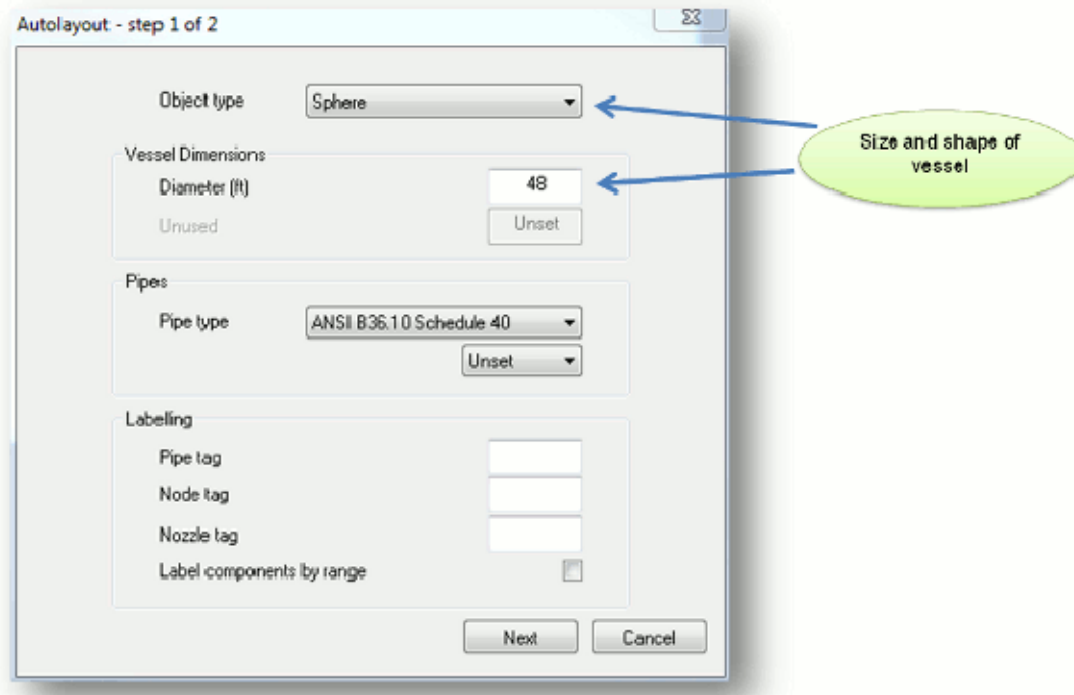 Autolayout - step 1 of 2
Object type Sphere
Size and shape of
vessel
Vessel Dimensions
Diameter (ft) 48
Unused Unset
Pipes
Pipe type ANSII B36.10 Schedule 40
Unset
Labelling
Pipe tag
Node tag
Nozzle tag
Label components by range
Next Cancel